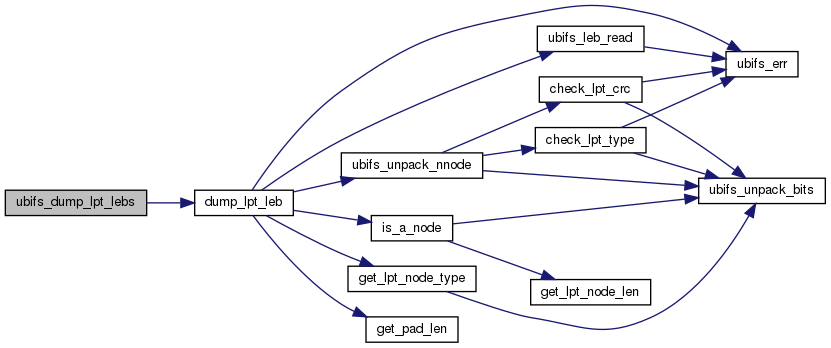 ubifs_dump_lpt_lebs
dump_lpt_leb
ubifs_leb_read
ubifs_err
check_lpt_crc
check_lpt_type
ubifs_unpack_nnode
ubifs_unpack_bits
is_a_node
get_lpt_node_type
get_lpt_node_len
get_pad_len